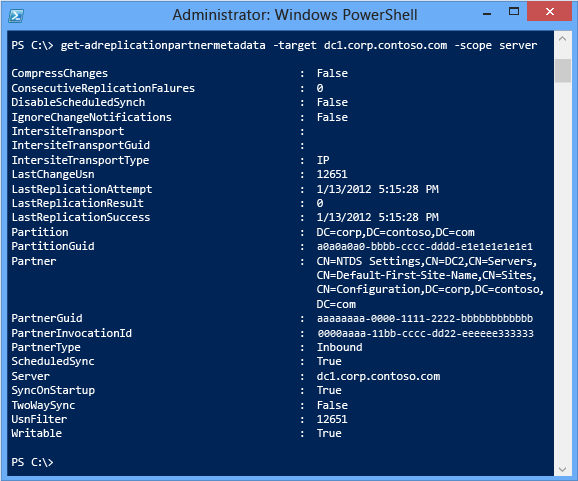 Administrator: Windows PowerShell
PS C:\> get-adreplicationpartnermetadata -target dc1.corp.contoso.com -scope server
CompressChanges : False
ConsecutiveReplicationFalures : 0
DisableScheduledSynch : False
IgnoreChangeNotifications : False
IntersiteTransport :
IntersiteTransportGuid :
IntersiteTransportType : IP
LastChangeUsn : 12651
LastReplicationAttempt : 1/13/2012 5:15:28 PM
LastReplicationResult : 0
LastReplicationSuccess : 1/13/2012 5:15:28 PM
Partition : DC=corp,DC=contoso,DC=com
PartitionGuid : a0a0a0a0-bbbb-cccc-dddd-e1e1e1e1e1e1
Partner : CN=NTDS Settings,CN=DC2,CN=Servers,
CN=Default-First-Site-Name,CN=Sites,
CN=Configuration,DC=corp,DC=contoso,
DC=com
PartnerGuid : aaaaaaaa-0000-1111-2222-bbbbbbbbbbbb
PartnerInvocationId : 0000aaaa-11bb-cccc-dd22-eeeeee333333
PartnerType : Inbound
ScheduledSync : True
Server : dc1.corp.contoso.com
SyncOnStartup : True
TwoWaySync : False
UsnFilter : 12651
Writable : True
PS C:\>